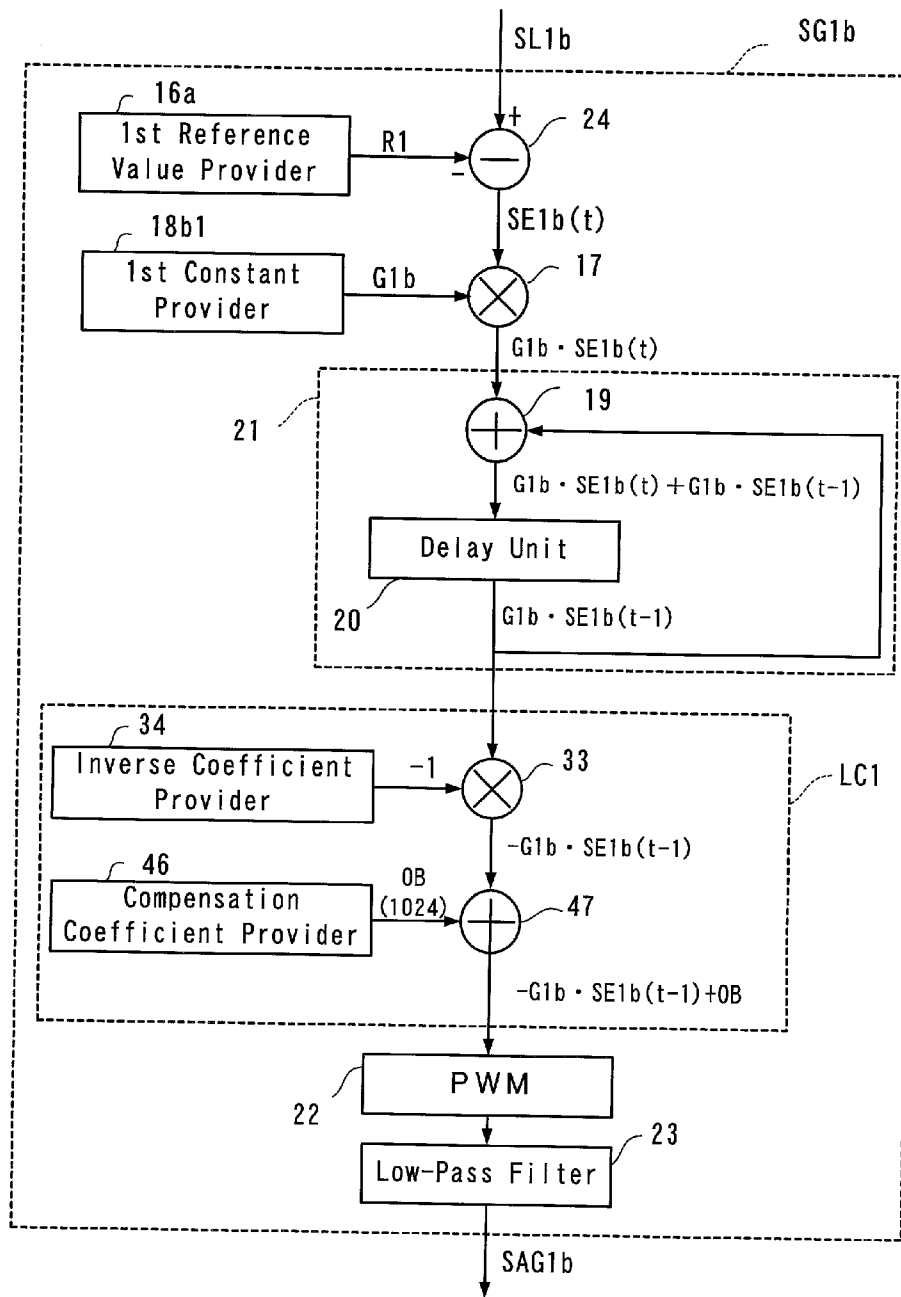 SL1b
SG1b
16a
1st Reference
Value Provider
R1
+
-
24
SE1b(t)
18b1
1st Constant
Provider
G1b
17
G1b・SE1b(t)
21
19
G1b・SE1b(t)+G1b・SE1b(t-1)
Delay Unit
20
G1b・SE1b(t-1)
34
Inverse Coefficient
Provider
-1
33
LC1
-G1b・SE1b(t-1)
46
Compensation
Coefficient Provider
OB
(1024)
47
-G1b・SE1b(t-1)+OB
PWM
22
23
Low-Pass Filter
SAG1b